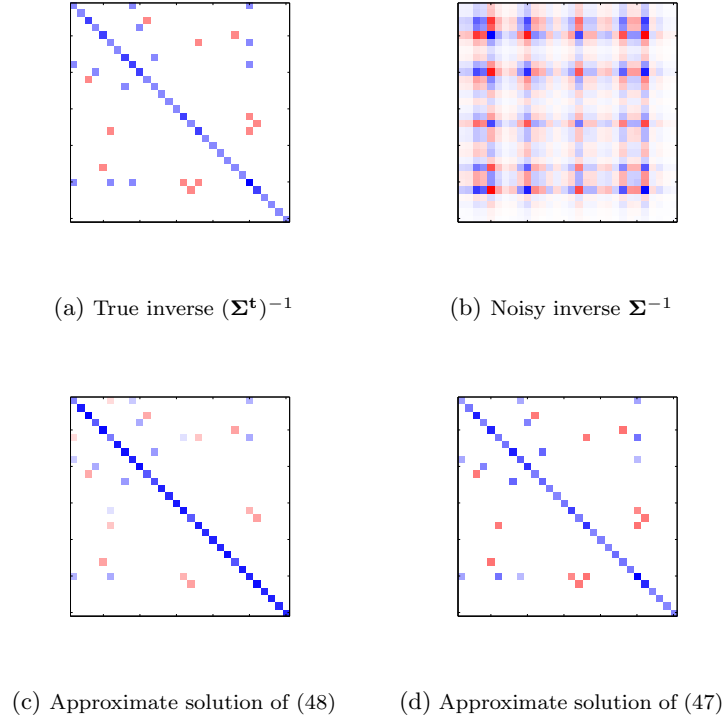 (a) True inverse (Σᵗ)⁻¹
(b) Noisy inverse Σ⁻¹
(c) Approximate solution of (48)
(d) Approximate solution of (47)